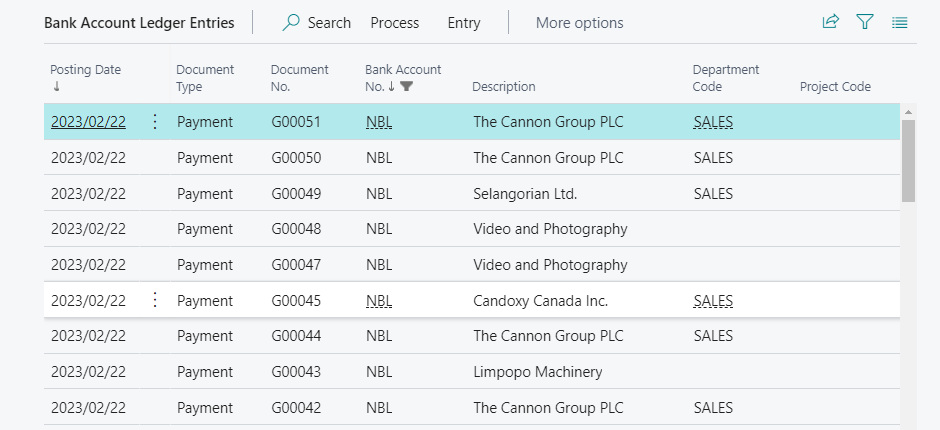 Bank Account Ledger Entries Search Process Entry More options
Posting Date Document Type Document No. Bank Account No. Description Department Code Project Code
2023/02/22 Payment G00051 NBL The Cannon Group PLC SALES
2023/02/22 Payment G00050 NBL The Cannon Group PLC SALES
2023/02/22 Payment G00049 NBL Selangorian Ltd. SALES
2023/02/22 Payment G00048 NBL Video and Photography
2023/02/22 Payment G00047 NBL Video and Photography
2023/02/22 Payment G00045 NBL Candoxy Canada Inc. SALES
2023/02/22 Payment G00044 NBL The Cannon Group PLC SALES
2023/02/22 Payment G00043 NBL Limpopo Machinery
2023/02/22 Payment G00042 NBL The Cannon Group PLC SALES